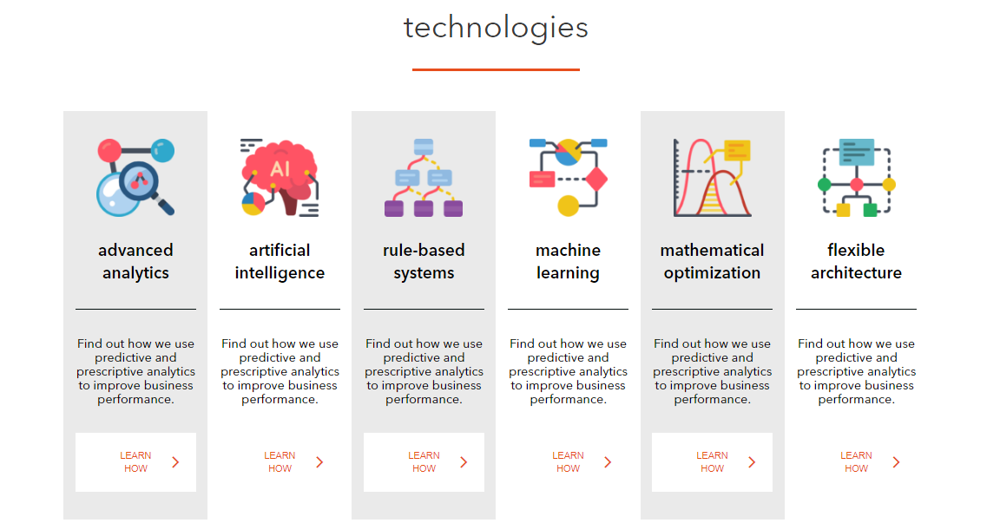 technologies
AI
advanced
analytics
Find out how we use
predictive and
prescriptive analytics
to improve business
performance.
LEARN
HOW
artificial
intelligence
Find out how we use
predictive and
prescriptive analytics
to improve business
performance.
LEARN
HOW
rule-based
systems
Find out how we use
predictive and
prescriptive analytics
to improve business
performance.
LEARN
HOW
machine
learning
Find out how we use
predictive and
prescriptive analytics
to improve business
performance.
LEARN
HOW
mathematical
optimization
Find out how we use
predictive and
prescriptive analytics
to improve business
performance.
LEARN
HOW
flexible
architecture
Find out how we use
predictive and
prescriptive analytics
to improve business
performance.
LEARN
HOW